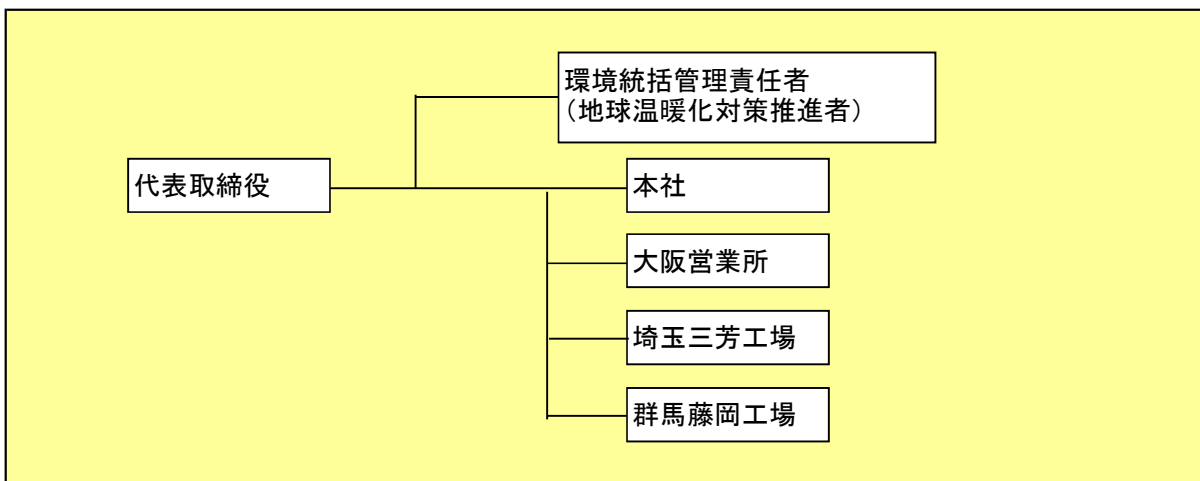 環境統括管理責任者
（地球温暖化対策推進者）
代表取締役
本社
大阪営業所
埼玉三芳工場
群馬藤岡工場